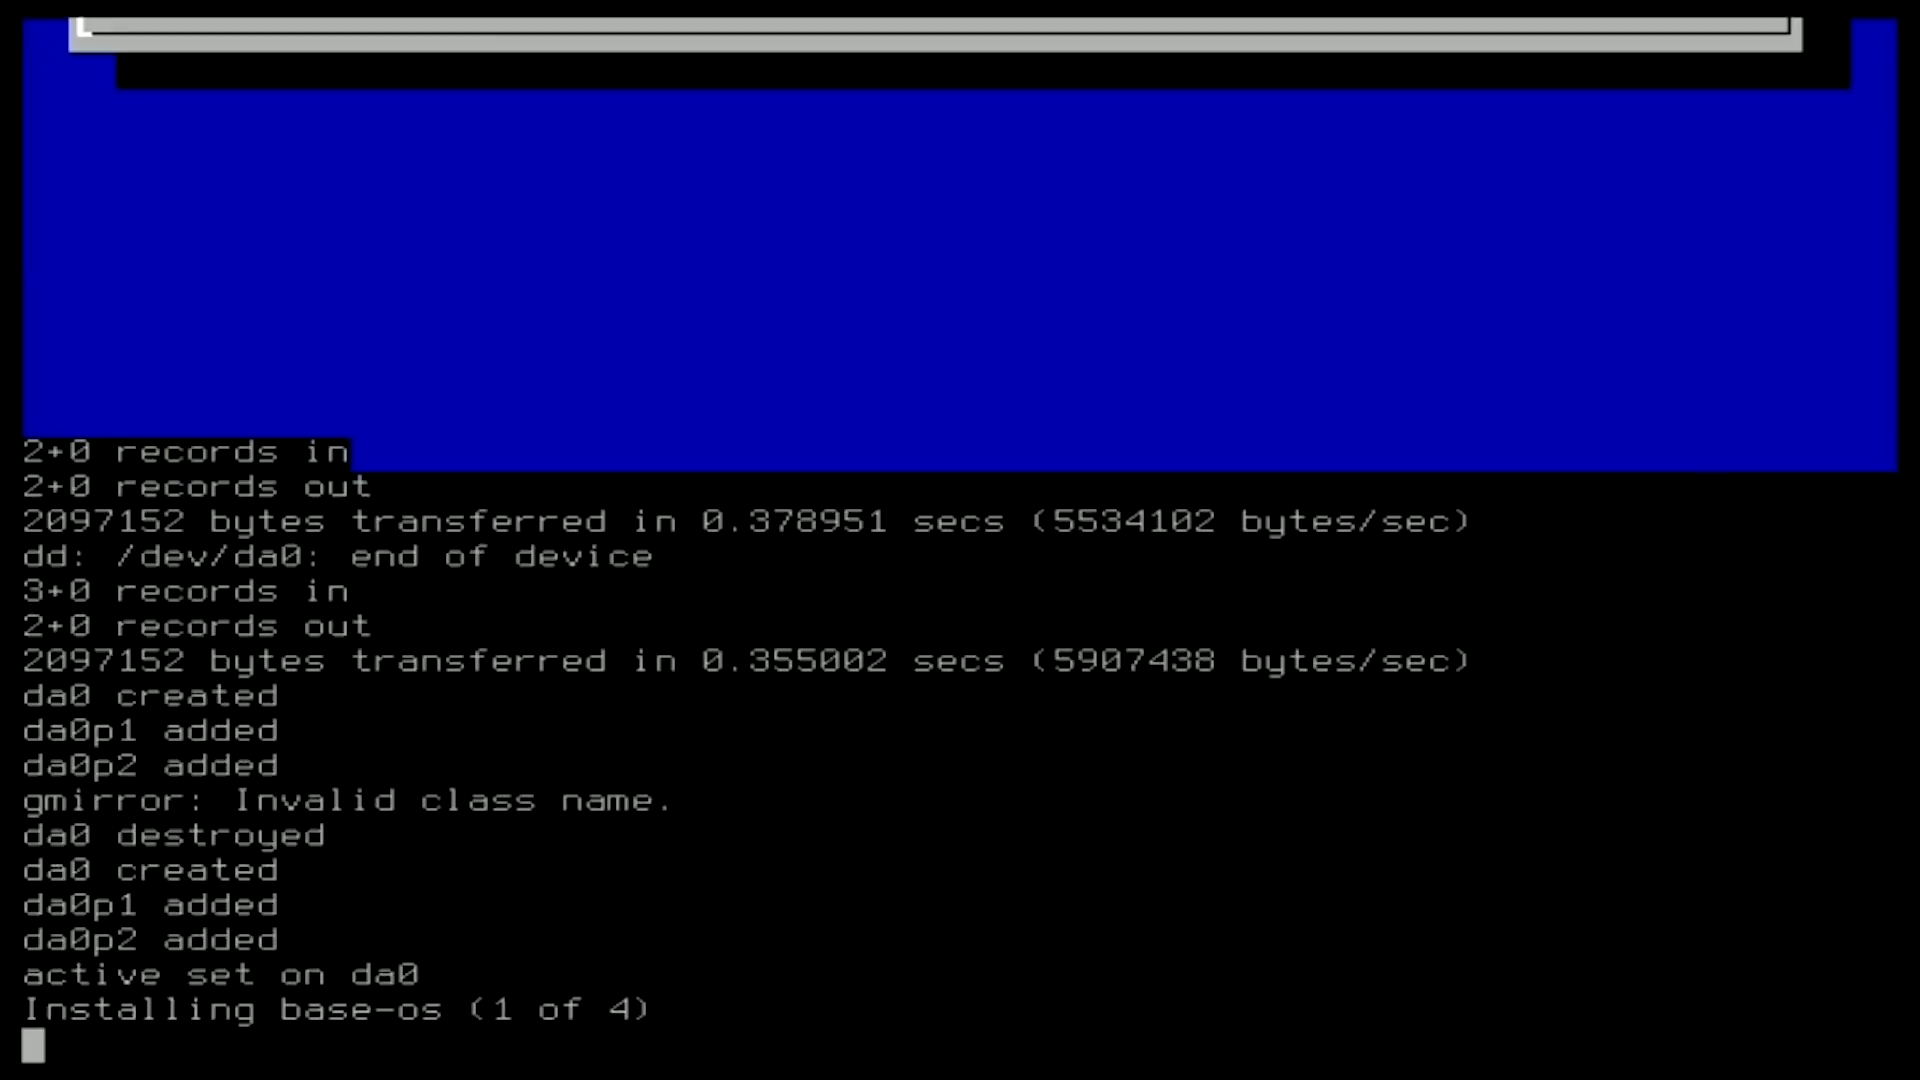 2+0 records in
2+0 records out
2097152 bytes transferred in 0.378951 secs (5534102 bytes/sec)
dd: /dev/da0: end of device
3+0 records in
2+0 records out
2097152 bytes transferred in 0.355002 secs (5907438 bytes/sec)
da0 created
da0p1 added
da0p2 added
gmirror: Invalid class name.
da0 destroyed
da0 created
da0p1 added
da0p2 added
active set on da0
Installing base-os (1 of 4)